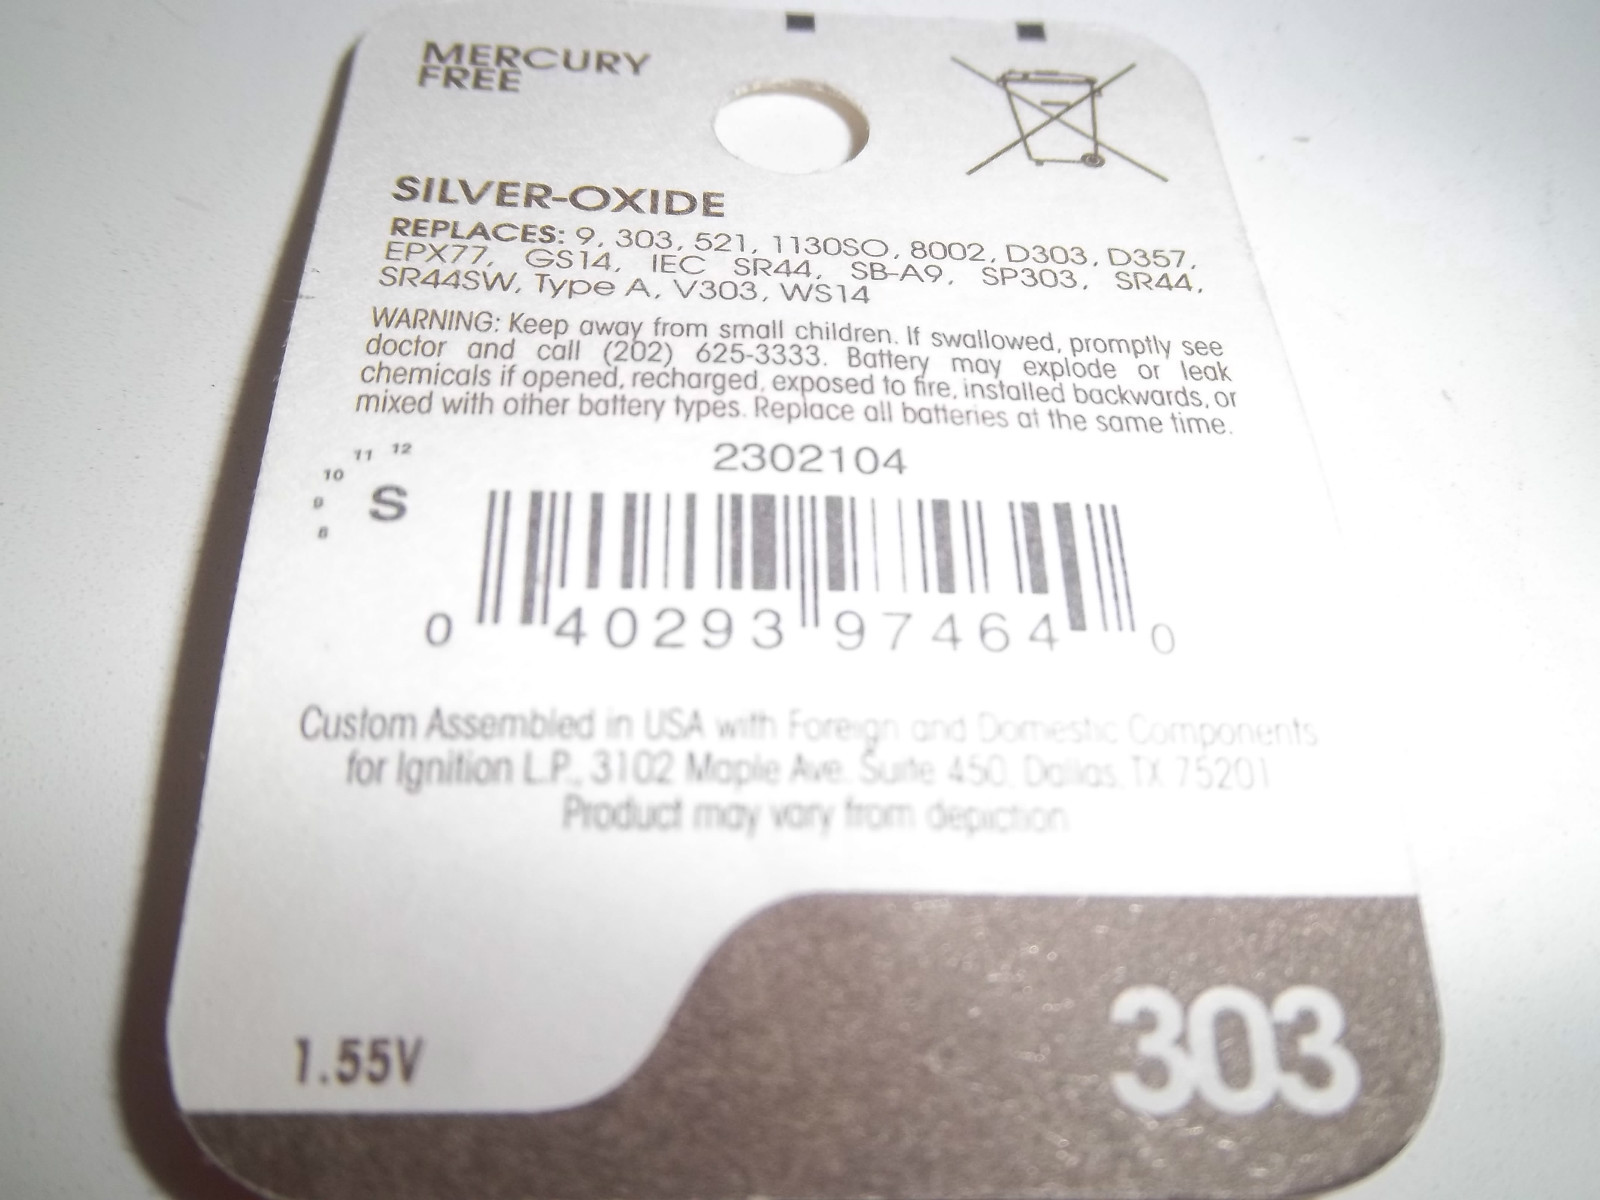 MERCURY
FREE
SILVER-OXIDE
REPLACES: 9, 303, 521, 1130SO, 8002, D303, D357,
EPX77, GS14, IEC SR44, SB-A9, SP303, SR44,
SR44SW, Type A, V303, WS14
WARNING: Keep away from small children. If swallowed, promptly see
doctor and call (202) 625-3333. Battery may explode or leak
chemicals if opened, recharged, exposed to fire, installed backwards, or
mixed with other battery types. Replace all batteries at the same time.
11 12
10
9
8
S
2302104
0 40293 97464 0
Custom Assembled in USA with Foreign and Domestic Components
for Ignition L.P., 3102 Maple Ave. Suite 450, Dallas, TX 75201
Product may vary from depiction
1.55V
303